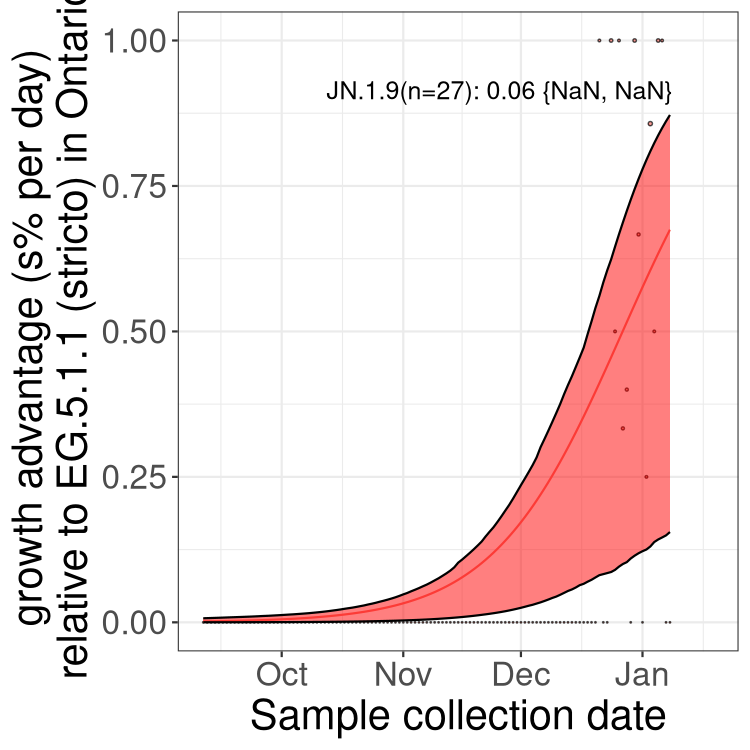 growth advantage (s% per day)
relative to EG.5.1.1 (stricto) in Ontario
1.00
0.75
0.50
0.25
0.00
JN.1.9(n=27): 0.06 {NaN, NaN}
Oct Nov Dec Jan
Sample collection date